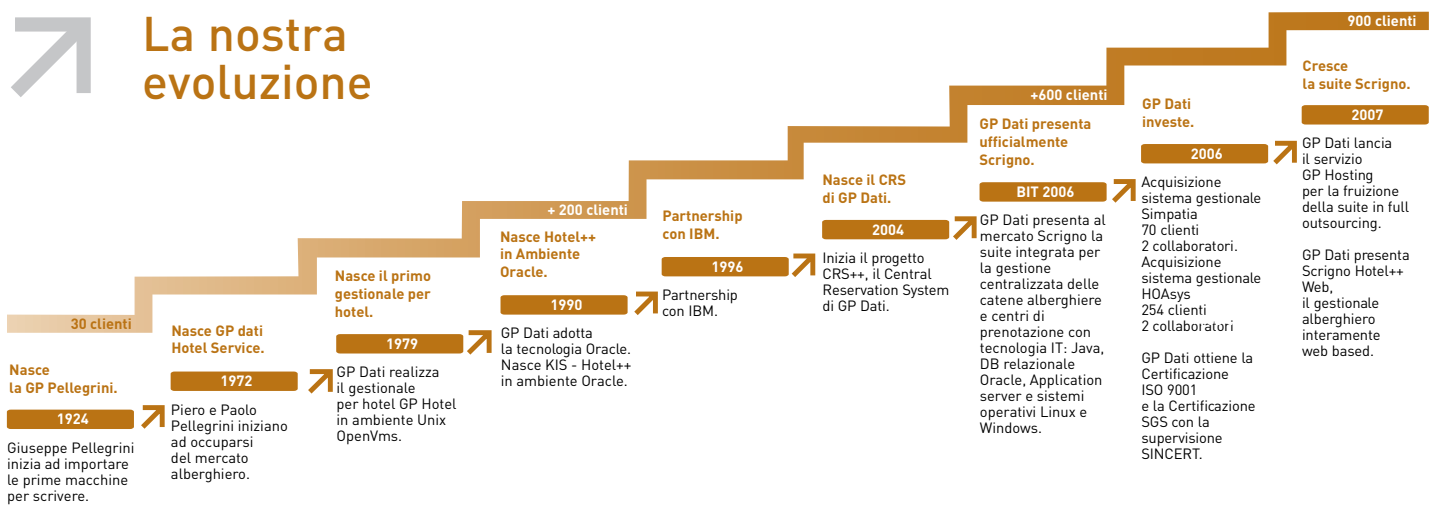 La nostra
evoluzione
30 clienti
Nasce
la GP Pellegrini.
1924
Giuseppe Pellegrini
inizia ad importare
le prime macchine
per scrivere.
Nasce GP dati
Hotel Service.
1972
Piero e Paolo
Pellegrini iniziano
ad occuparsi
del mercato
alberghiero.
Nasce il primo
gestionale per
hotel.
1979
GP Dati realizza
il gestionale
per hotel GP Hotel
in ambiente Unix
OpenVms.
+ 200 clienti
Nasce Hotel++
in Ambiente
Oracle.
1990
GP Dati adotta
la tecnologia Oracle.
Nasce KIS - Hotel++
in ambiente Oracle.
Partnership
con IBM.
1996
Partnership
con IBM.
Nasce il CRS
di GP Dati.
2004
Inizia il progetto
CRS++, il Central
Reservation System
di GP Dati.
+600 clienti
GP Dati presenta
ufficialmente
Scrigno.
BIT 2006
GP Dati presenta al
mercato Scrigno la
suite integrata per
la gestione
centralizzata delle
catene alberghiere
e centri di
prenotazione con
tecnologia IT: Java,
DB relazionale
Oracle, Application
server e sistemi
operativi Linux e
Windows.
GP Dati
investe.
2006
Acquisizione
sistema gestionale
Simpatia
70 clienti
2 collaboratori.
Acquisizione
sistema gestionale
HOAsys
254 clienti
2 collaboratori
GP Dati ottiene la
Certificazione
ISO 9001
e la Certificazione
SGS con la
supervisione
SINCERT.
900 clienti
Cresce
la suite Scrigno.
2007
GP Dati lancia
il servizio
GP Hosting
per la fruizione
della suite in full
outsourcing.
GP Dati presenta
Scrigno Hotel++
Web,
il gestionale
alberghiero
interamente
web based.